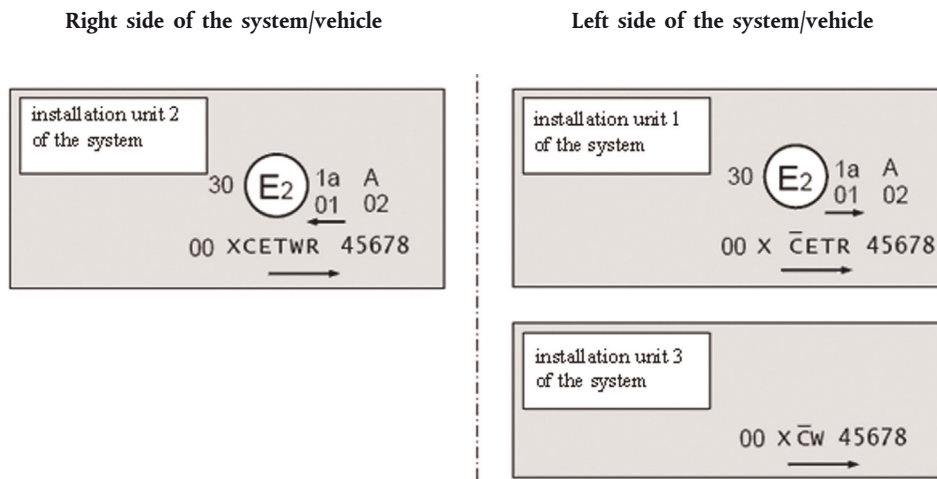 Right side of the system/vehicle
Left side of the system/vehicle
installation unit 2
of the system
30 E2 1a A
01 02
00 XCETWR 45678
installation unit 1
of the system
30 E2 1a A
01 02
00 X C̅ETR 45678
installation unit 3
of the system
00 X C̅W 45678